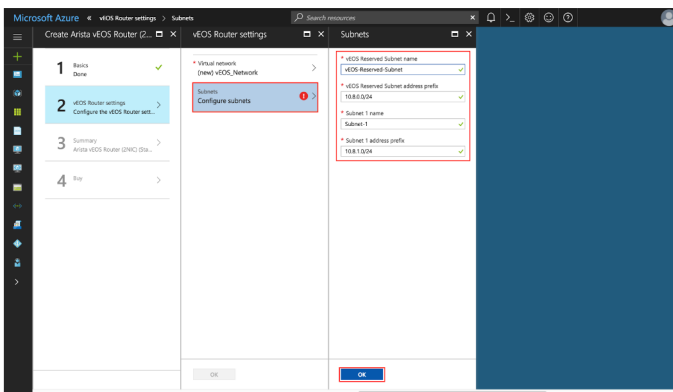 Microsoft Azure « vEOS Router settings > Subnets
Search resources
Create Arista vEOS Router (2...
1 Basics
Done
2 vEOS Router settings
Configure the vEOS Router sett...
3 Summary
Arista vEOS Router (2NIC) (Sta...
4 Buy
vEOS Router settings
* Virtual network
(new) vEOS_Network
Subnets
Configure subnets
OK
Subnets
* vEOS Reserved Subnet name
vEOS-Reserved-Subnet
* vEOS Reserved Subnet address prefix
10.8.0.0/24
* Subnet 1 name
Subnet-1
* Subnet 1 address prefix
10.8.1.0/24
OK